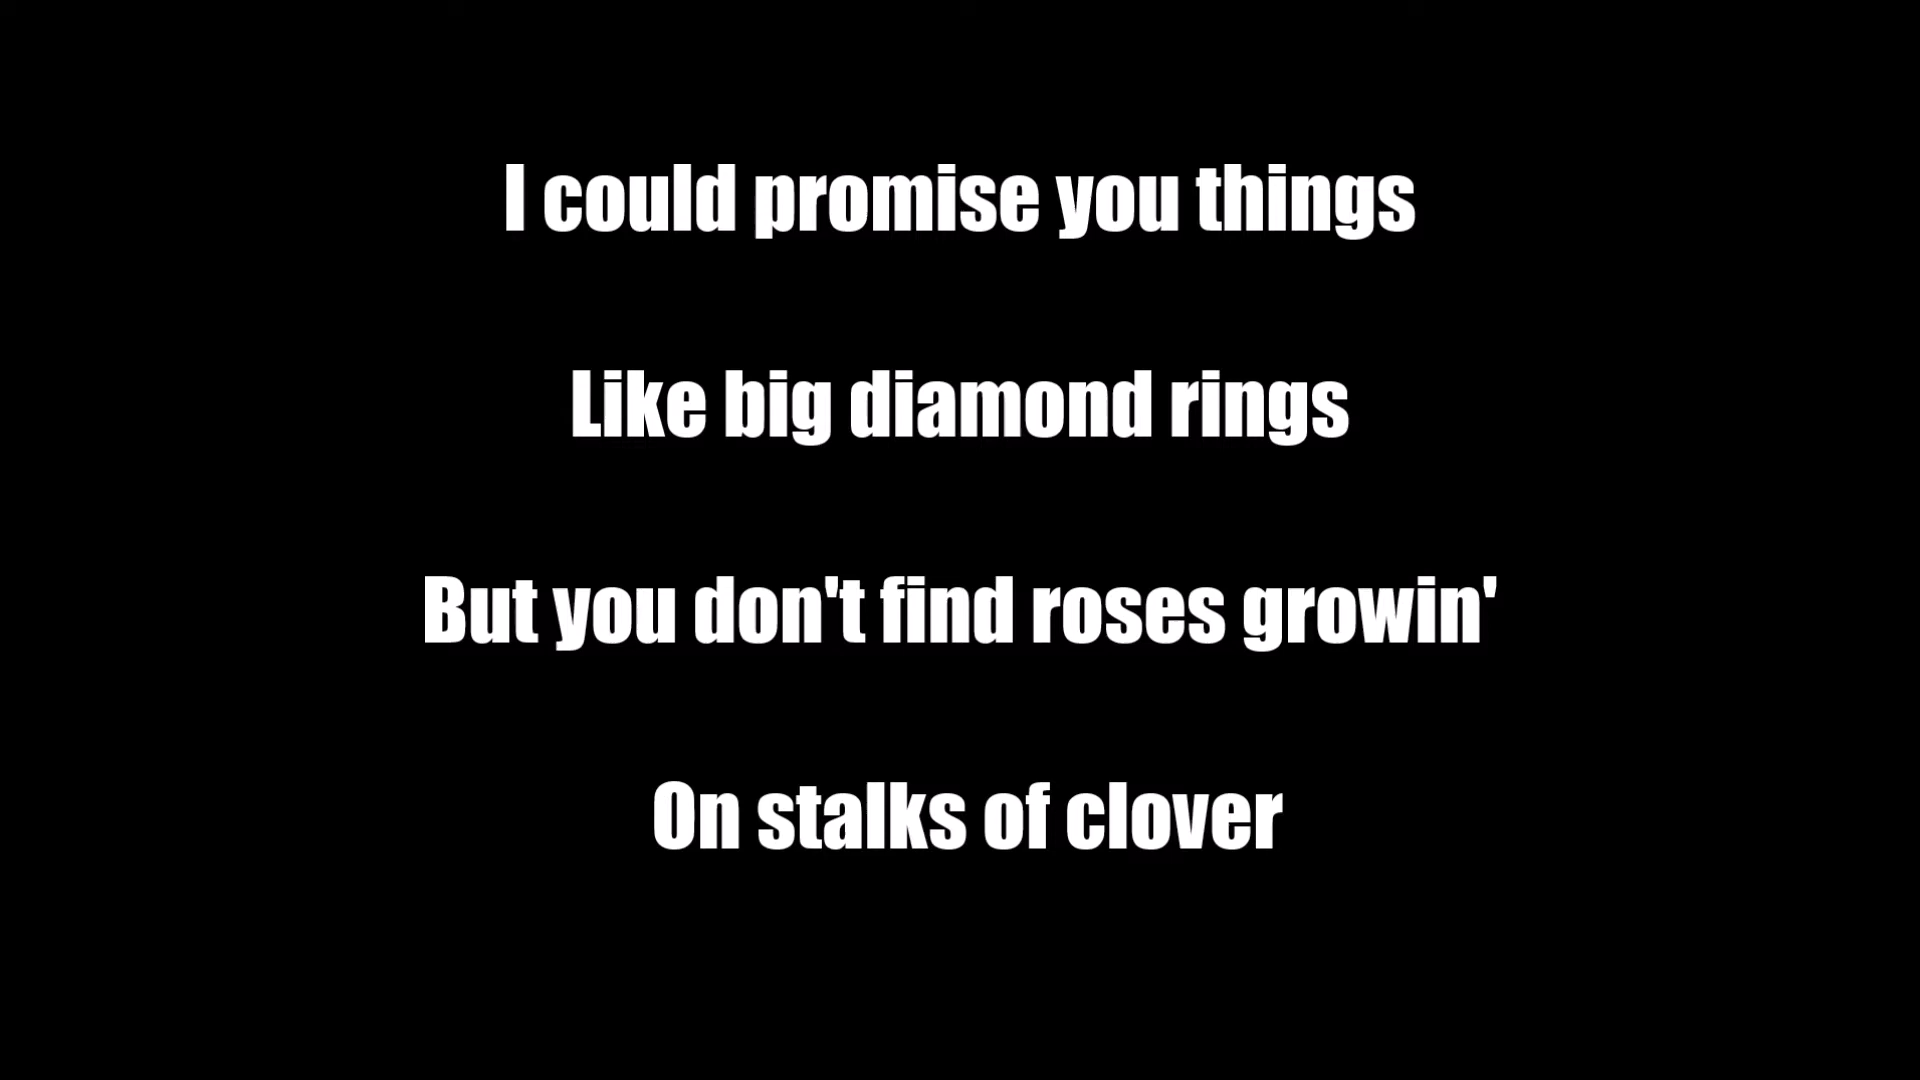 I could promise you things
Like big diamond rings
But you don't find roses growin'
On stalks of clover